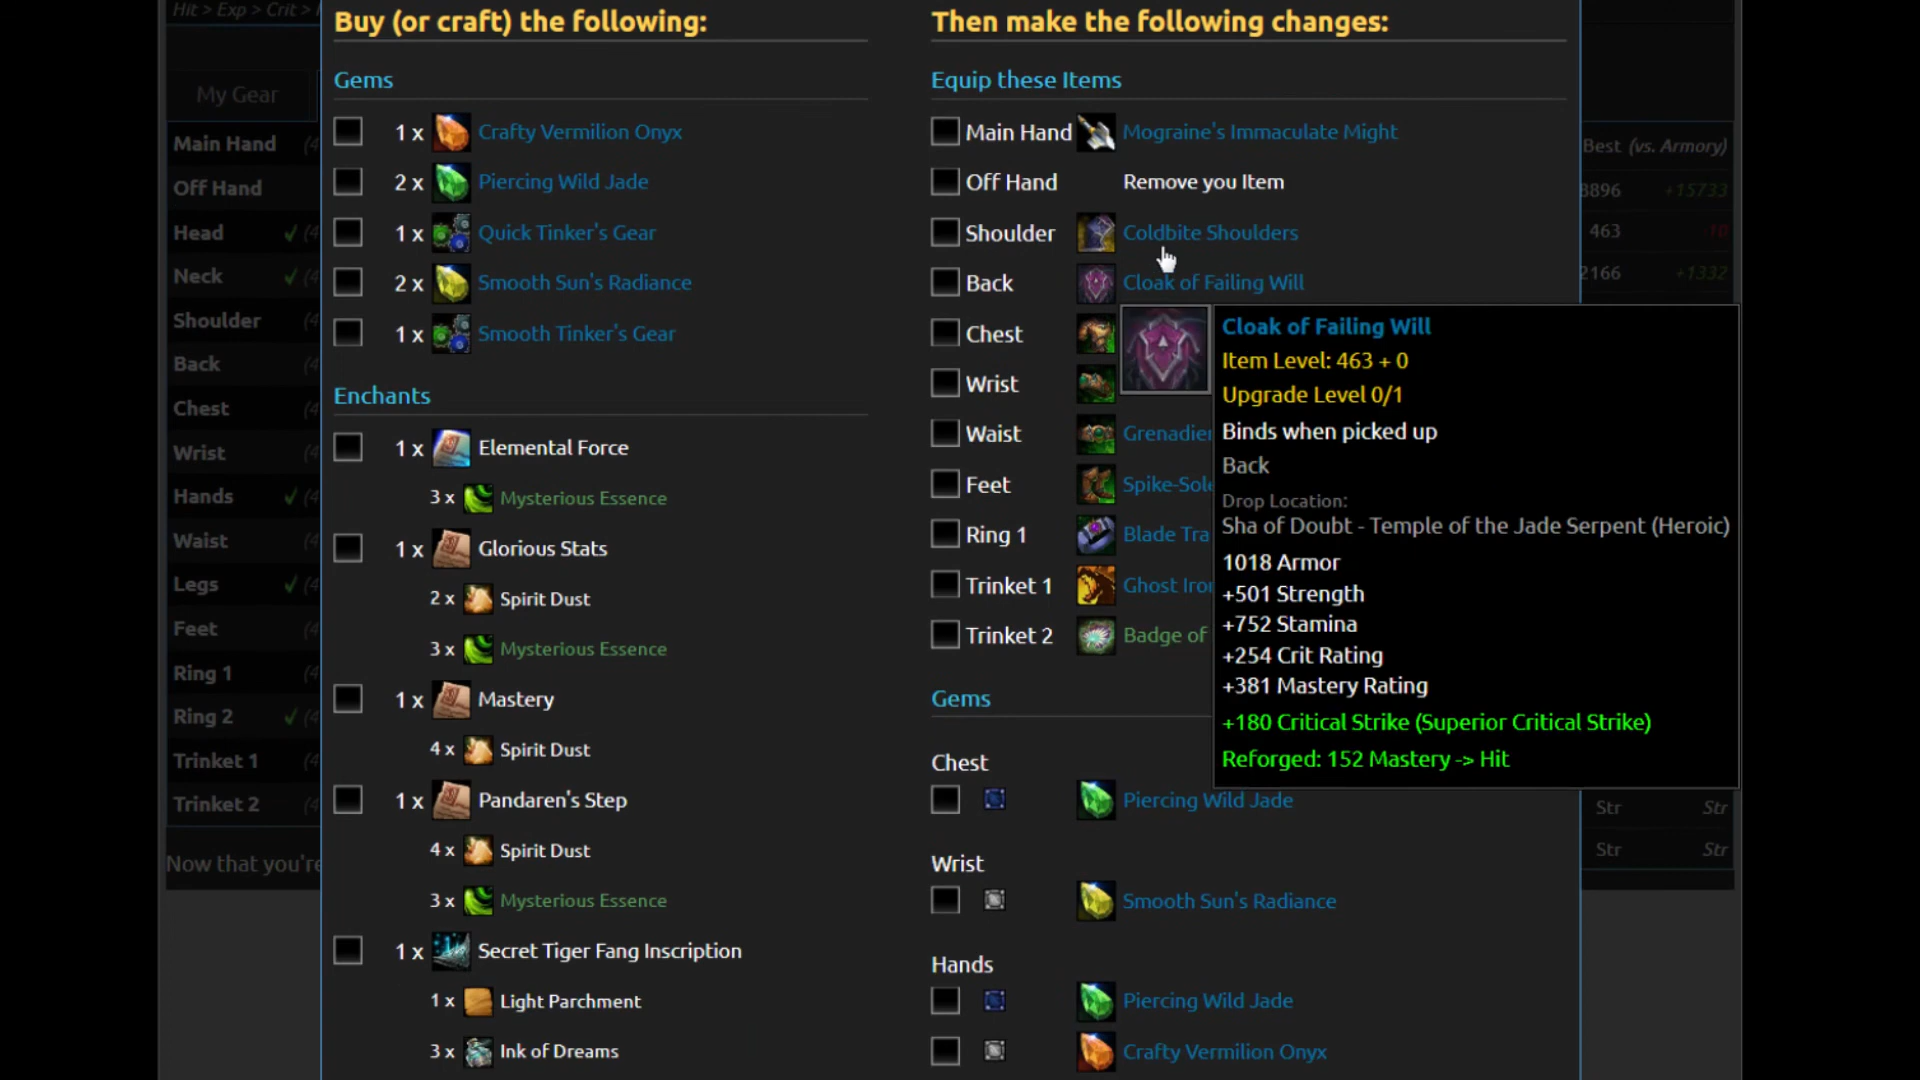 Hit > Exp > Crit >
My Gear
Main Hand
Off Hand
Head
Neck
Shoulder
Back
Chest
Wrist
Hands
Waist
Legs
Feet
Ring 1
Ring 2
Trinket 1
Trinket 2
Now that you're
Buy (or craft) the following:
Gems
1 x Crafty Vermilion Onyx
2 x Piercing Wild Jade
1 x Quick Tinker's Gear
2 x Smooth Sun's Radiance
1 x Smooth Tinker's Gear
Enchants
1 x Elemental Force
3 x Mysterious Essence
1 x Glorious Stats
2 x Spirit Dust
3 x Mysterious Essence
1 x Mastery
4 x Spirit Dust
1 x Pandaren's Step
4 x Spirit Dust
3 x Mysterious Essence
1 x Secret Tiger Fang Inscription
1 x Light Parchment
3 x Ink of Dreams
Then make the following changes:
Equip these Items
Main Hand Mograine's Immaculate Might
Off Hand Remove you Item
Shoulder Coldbite Shoulders
Back Cloak of Failing Will
Chest
Wrist
Waist Grenadier
Feet Spike-Sole
Ring 1 Blade Tra
Trinket 1 Ghost Iron
Trinket 2 Badge of
Gems
Chest
Piercing Wild Jade
Wrist
Smooth Sun's Radiance
Hands
Piercing Wild Jade
Crafty Vermilion Onyx
Cloak of Failing Will
Item Level: 463 + 0
Upgrade Level 0/1
Binds when picked up
Back
Drop Location:
Sha of Doubt - Temple of the Jade Serpent (Heroic)
1018 Armor
+501 Strength
+752 Stamina
+254 Crit Rating
+381 Mastery Rating
+180 Critical Strike (Superior Critical Strike)
Reforged: 152 Mastery -> Hit
Best (vs. Armory)
8896 +15733
463 -10
2166 +1332
Str Str
Str Str